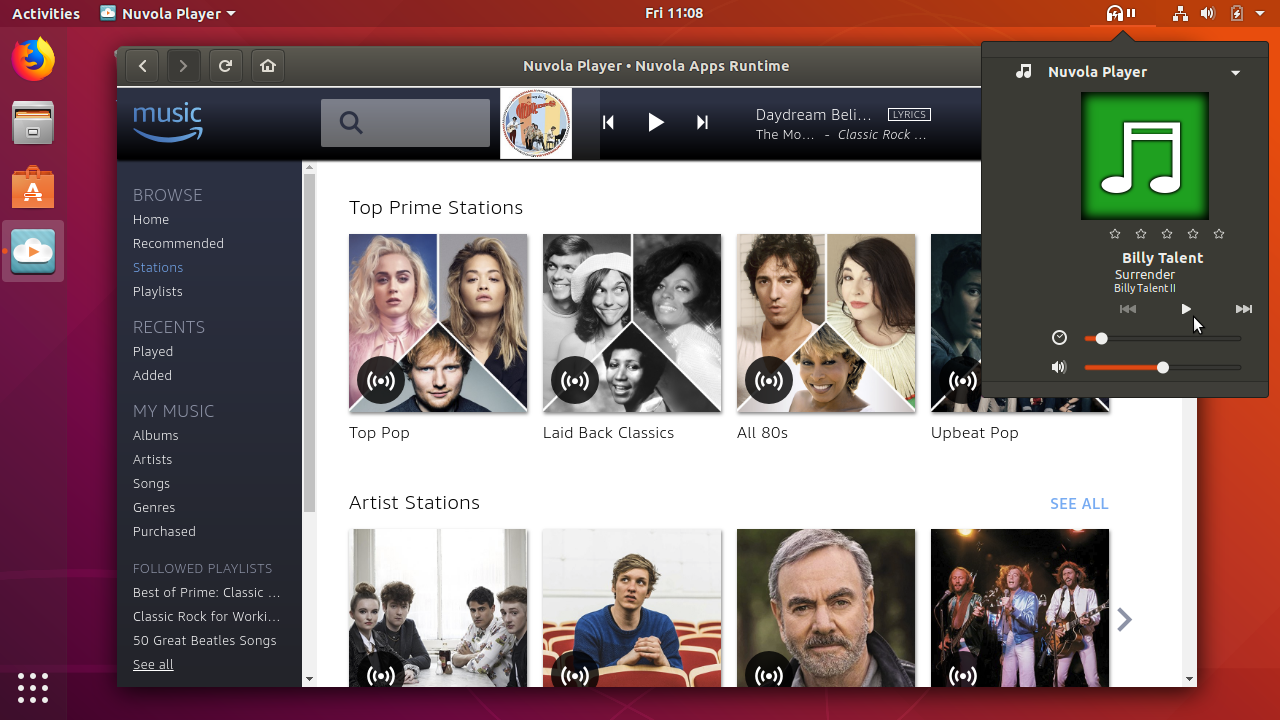 Activities
Nuvola Player
Fri 11:08
Nuvola Player • Nuvola Apps Runtime
music
Daydream Beli...
LYRICS
The Mo... - Classic Rock ...
BROWSE
Home
Recommended
Stations
Playlists
RECENTS
Played
Added
MY MUSIC
Albums
Artists
Songs
Genres
Purchased
FOLLOWED PLAYLISTS
Best of Prime: Classic ...
Classic Rock for Worki...
50 Great Beatles Songs
See all
Top Prime Stations
Top Pop
Laid Back Classics
All 80s
Upbeat Pop
Artist Stations
SEE ALL
Nuvola Player
Billy Talent
Surrender
Billy Talent II